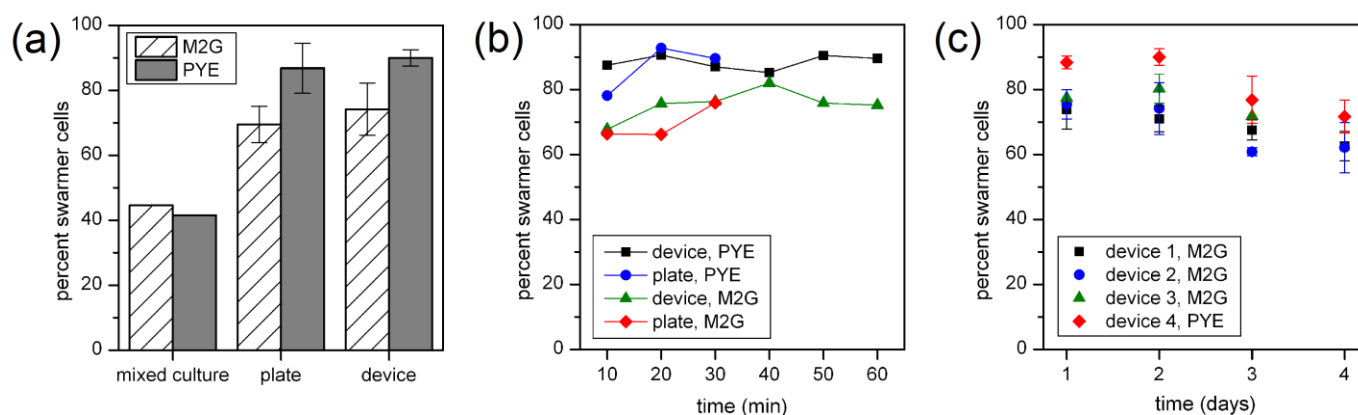 (a)
M2G
PYE
percent swarmer cells
100
80
60
40
20
0
mixed culture plate device
(b)
percent swarmer cells
100
80
60
40
20
0
device, PYE
plate, PYE
device, M2G
plate, M2G
10 20 30 40 50 60
time (min)
(c)
percent swarmer cells
100
80
60
40
20
0
device 1, M2G
device 2, M2G
device 3, M2G
device 4, PYE
1 2 3 4
time (days)